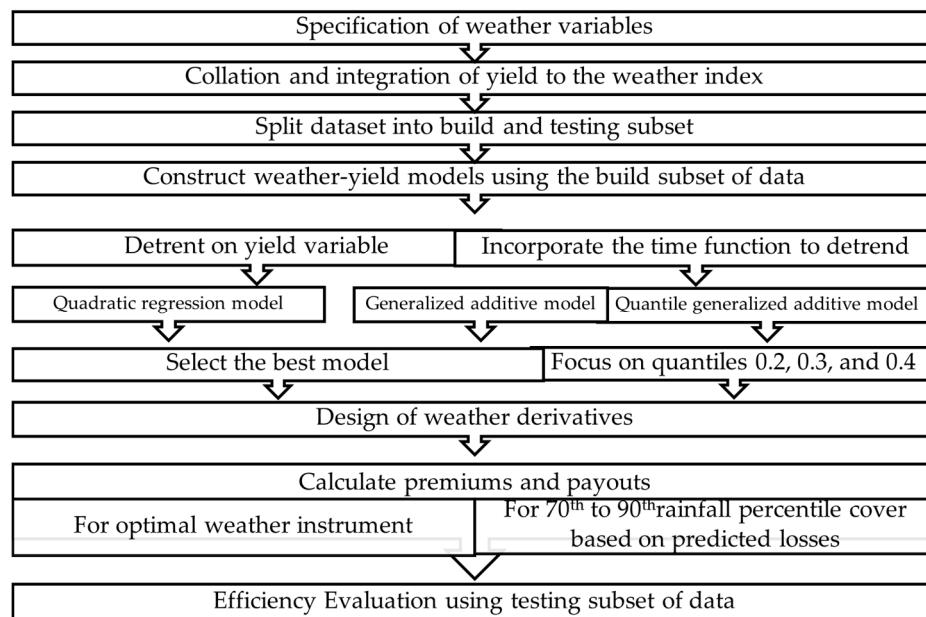 Specification of weather variables
Collation and integration of yield to the weather index
Split dataset into build and testing subset
Construct weather-yield models using the build subset of data
Detrent on yield variable
Incorporate the time function to detrend
Quadratic regression model
Generalized additive model
Quantile generalized additive model
Select the best model
Focus on quantiles 0.2, 0.3, and 0.4
Design of weather derivatives
Calculate premiums and payouts
For optimal weather instrument
For 70th to 90thrainfall percentile cover
based on predicted losses
Efficiency Evaluation using testing subset of data